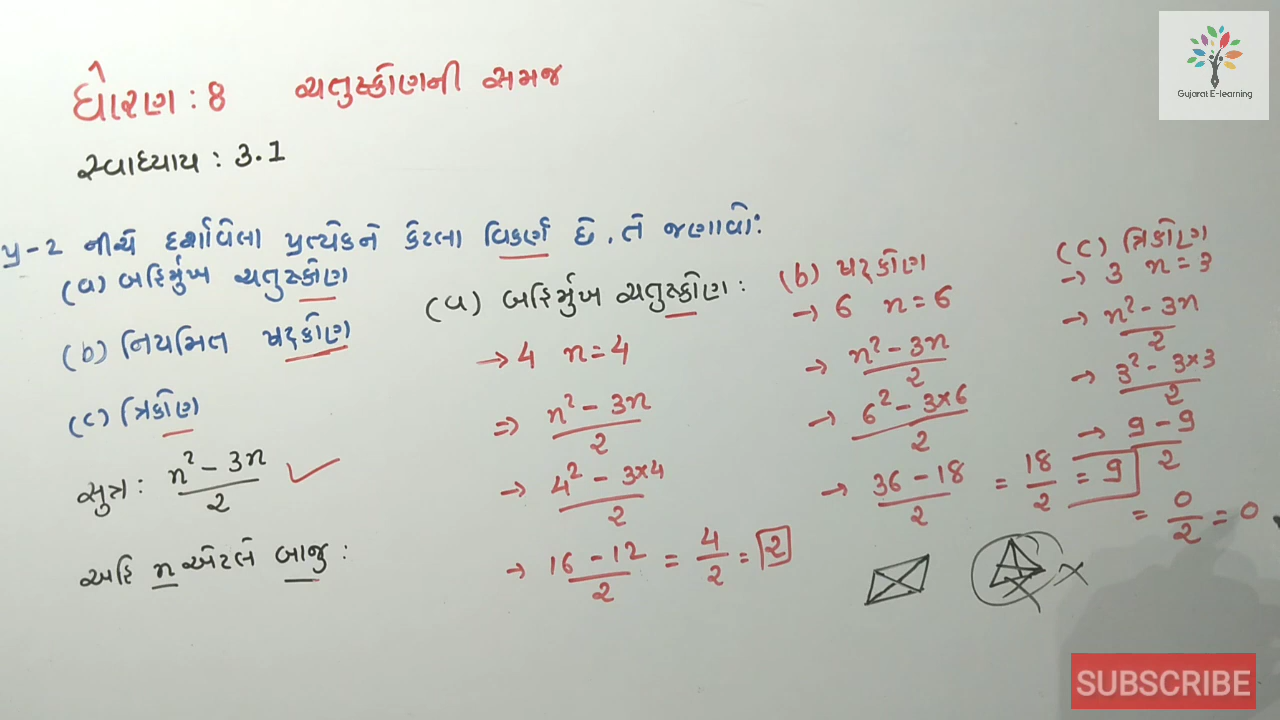 ધોરણ : 8 ચતુષ્કોણની સમજ
સ્વાધ્યાય : 3.1
પ્ર-2 નીચે દર્શાવેલા પ્રત્યેકને કેટલા વિકર્ણ છે, તે જણાવો:
(a) બહિર્મુખ ચતુષ્કોણ
(b) નિયમિત ષટ્કોણ
(c) ત્રિકોણ
સુત્ર : n² - 3n / 2
અહિ n એટલે બાજુ :
(a) બહિર્મુખ ચતુષ્કોણ :
→ 4 n = 4
⇒ n² - 3n / 2
→ 4² - 3×4 / 2
→ 16 - 12 / 2 = 4 / 2 = 2
(b) ષટ્કોણ
→ 6 n = 6
→ n² - 3n / 2
→ 6² - 3×6 / 2
→ 36 - 18 / 2 = 18 / 2 = 9
(c) ત્રિકોણ
→ 3 n = 3
→ n² - 3n / 2
→ 3² - 3×3 / 2
→ 9 - 9 / 2
= 0 / 2 = 0
Gujarat E-learning
SUBSCRIBE